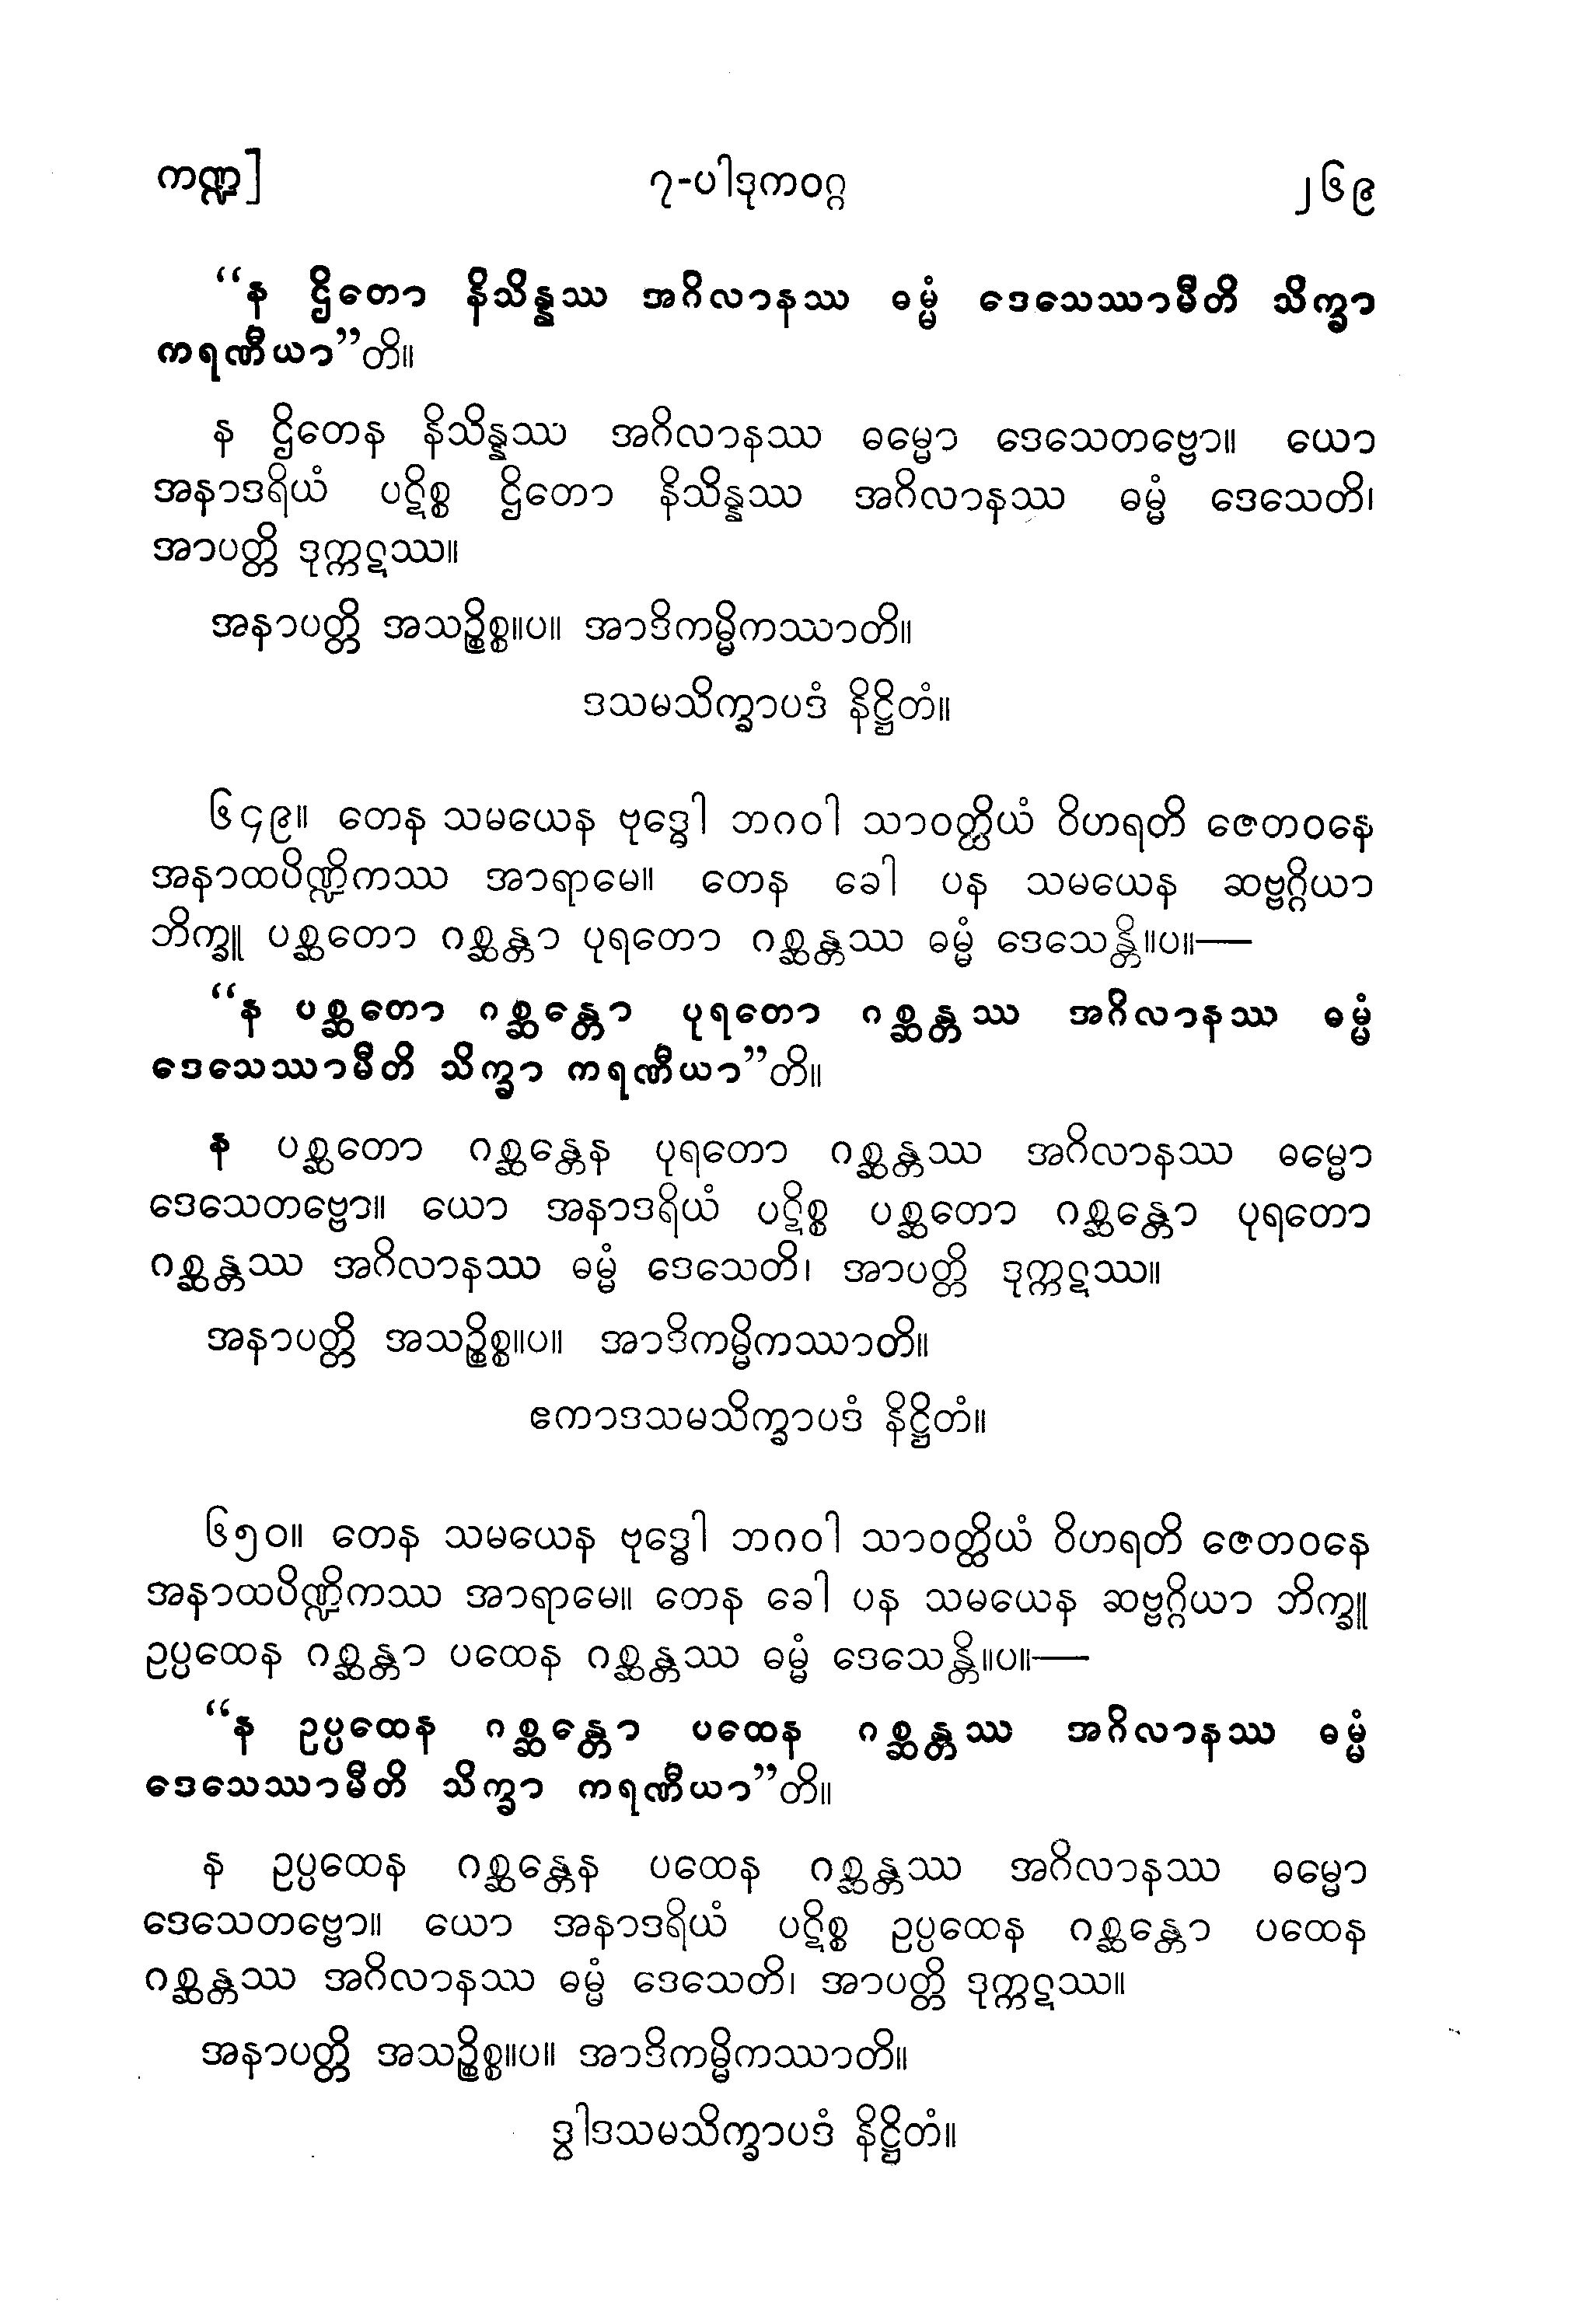 ကဏ္ဍ] ၇-ပါဒုကဝဂ္ဂ ၂၆၉
“န ဌိတော နိသိန္နဿ အဂိလာနဿ ဓမ္မံ ဒေသေဿာမီတိ သိက္ခာ
ကရဏီယာ”တိ။
န ဌိတေန နိသိန္နဿ အဂိလာနဿ ဓမ္မော ဒေသေတဗ္ဗော။ ယော
အနာဒရိယံ ပဋိစ္စ ဌိတော နိသိန္နဿ အဂိလာနဿ ဓမ္မံ ဒေသေတိ၊
အာပတ္တိ ဒုက္ကဋဿ။
အနာပတ္တိ အသဉ္စိစ္စ။ပ။ အာဒိကမ္မိကဿာတိ။
ဒသမသိက္ခာပဒံ နိဋ္ဌိတံ။
၆၄၉။ တေန သမယေန ဗုဒ္ဓေါ ဘဂဝါ သာဝတ္ထိယံ ဝိဟရတိ ဇေတဝနေ
အနာထပိဏ္ဍိကဿ အာရာမေ။ တေန ခေါ ပန သမယေန ဆဗ္ဗဂ္ဂိယာ
ဘိက္ခူ ပစ္ဆတော ဂစ္ဆန္တာ ပုရတော ဂစ္ဆန္တဿ ဓမ္မံ ဒေသေန္တိ။ပ။—
“န ပစ္ဆတော ဂစ္ဆန္တော ပုရတော ဂစ္ဆန္တဿ အဂိလာနဿ ဓမ္မံ
ဒေသေဿာမီတိ သိက္ခာ ကရဏီယာ”တိ။
န ပစ္ဆတော ဂစ္ဆန္တေန ပုရတော ဂစ္ဆန္တဿ အဂိလာနဿ ဓမ္မော
ဒေသေတဗ္ဗော။ ယော အနာဒရိယံ ပဋိစ္စ ပစ္ဆတော ဂစ္ဆန္တော ပုရတော
ဂစ္ဆန္တဿ အဂိလာနဿ ဓမ္မံ ဒေသေတိ၊ အာပတ္တိ ဒုက္ကဋဿ။
အနာပတ္တိ အသဉ္စိစ္စ။ပ။ အာဒိကမ္မိကဿာတိ။
ဧကာဒသမသိက္ခာပဒံ နိဋ္ဌိတံ။
၆၅၀။ တေန သမယေန ဗုဒ္ဓေါ ဘဂဝါ သာဝတ္ထိယံ ဝိဟရတိ ဇေတဝနေ
အနာထပိဏ္ဍိကဿ အာရာမေ။ တေန ခေါ ပန သမယေန ဆဗ္ဗဂ္ဂိယာ ဘိက္ခူ
ဥပ္ပထေန ဂစ္ဆန္တာ ပထေန ဂစ္ဆန္တဿ ဓမ္မံ ဒေသေန္တိ။ပ။—
“န ဥပ္ပထေန ဂစ္ဆန္တော ပထေန ဂစ္ဆန္တဿ အဂိလာနဿ ဓမ္မံ
ဒေသေဿာမီတိ သိက္ခာ ကရဏီယာ”တိ။
န ဥပ္ပထေန ဂစ္ဆန္တေန ပထေန ဂစ္ဆန္တဿ အဂိလာနဿ ဓမ္မော
ဒေသေတဗ္ဗော။ ယော အနာဒရိယံ ပဋိစ္စ ဥပ္ပထေန ဂစ္ဆန္တော ပထေန
ဂစ္ဆန္တဿ အဂိလာနဿ ဓမ္မံ ဒေသေတိ၊ အာပတ္တိ ဒုက္ကဋဿ။
အနာပတ္တိ အသဉ္စိစ္စ။ပ။ အာဒိကမ္မိကဿာတိ။
ဒွါဒသမသိက္ခာပဒံ နိဋ္ဌိတံ။